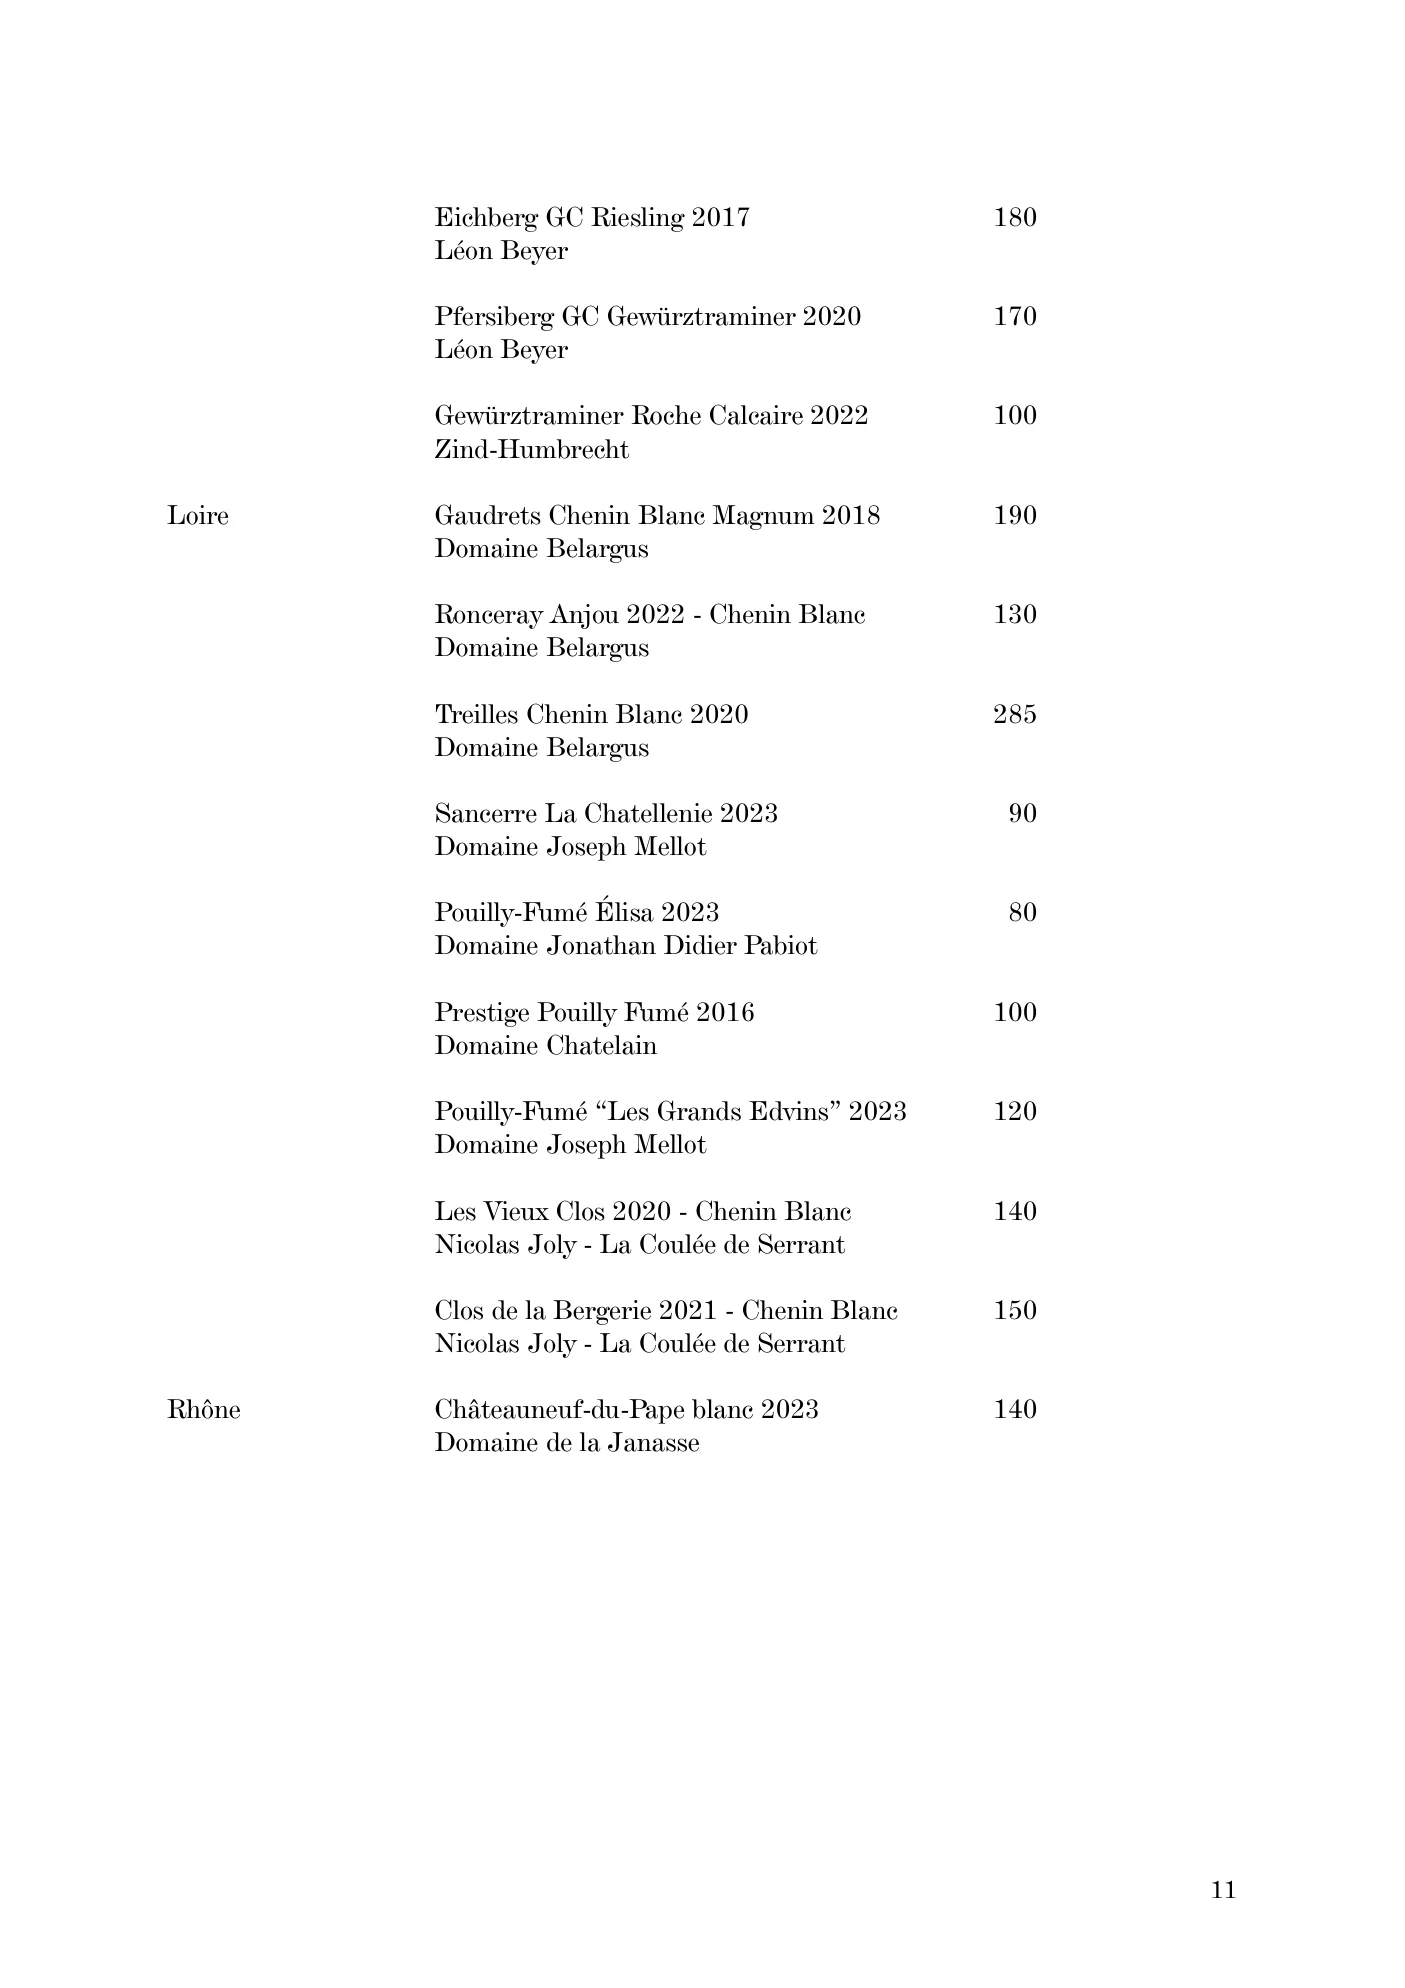 Eichberg GC Riesling 2017 180
Léon Beyer
Pfersiberg GC Gewürztraminer 2020 170
Léon Beyer
Gewürztraminer Roche Calcaire 2022 100
Zind-Humbrecht
Loire Gaudrets Chenin Blanc Magnum 2018 190
Domaine Belargus
Ronceray Anjou 2022 - Chenin Blanc 130
Domaine Belargus
Treilles Chenin Blanc 2020 285
Domaine Belargus
Sancerre La Chatellenie 2023 90
Domaine Joseph Mellot
Pouilly-Fumé Élisa 2023 80
Domaine Jonathan Didier Pabiot
Prestige Pouilly Fumé 2016 100
Domaine Chatelain
Pouilly-Fumé “Les Grands Edvins” 2023 120
Domaine Joseph Mellot
Les Vieux Clos 2020 - Chenin Blanc 140
Nicolas Joly - La Coulée de Serrant
Clos de la Bergerie 2021 - Chenin Blanc 150
Nicolas Joly - La Coulée de Serrant
Rhône Châteauneuf-du-Pape blanc 2023 140
Domaine de la Janasse
11